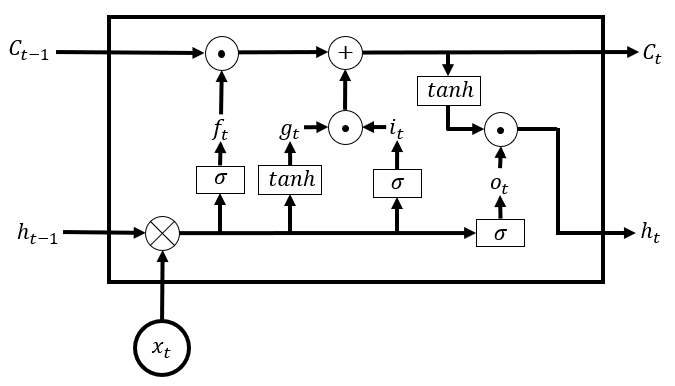 C_{t-1} + C_t
tanh
f_t g_t i_t
σ tanh σ o_t
h_{t-1} σ h_t
x_t